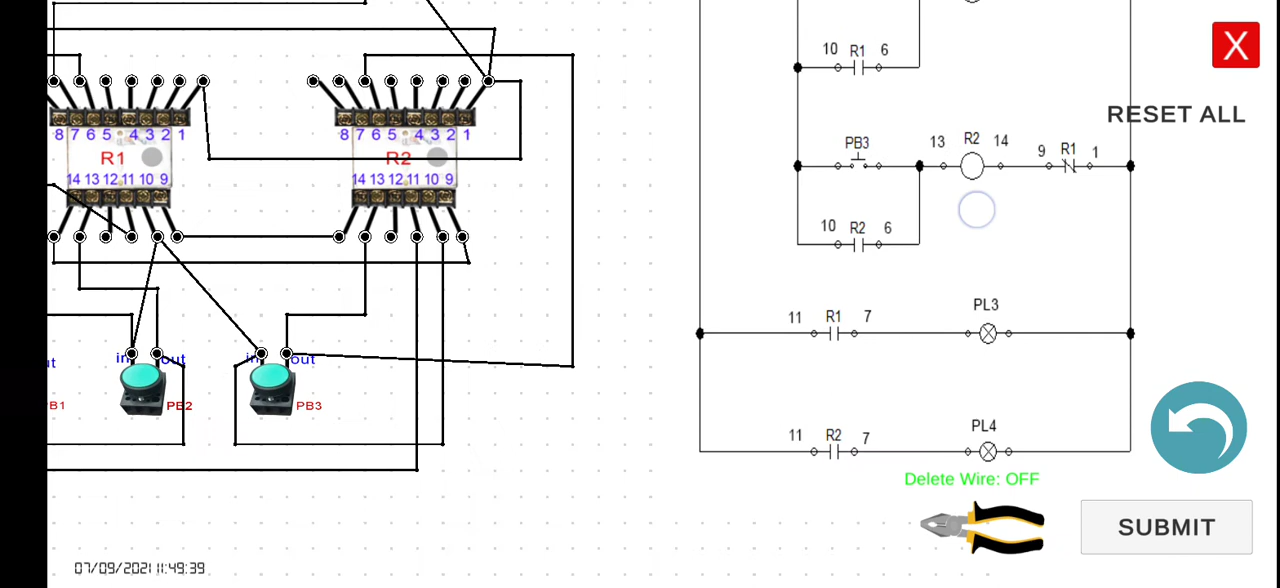 8 7 6 5 4 3 2 1
R1
14 13 12 11 10 9
8 7 6 5 4 3 2 1
R2
14 13 12 11 10 9
in out
in out
ut
PB1
PB2
PB3
07/09/2021 11:49:39
10 R1 6
PB3
13 R2 14
9 R1 1
10 R2 6
11 R1 7
PL3
11 R2 7
PL4
X
RESET ALL
Delete Wire: OFF
SUBMIT